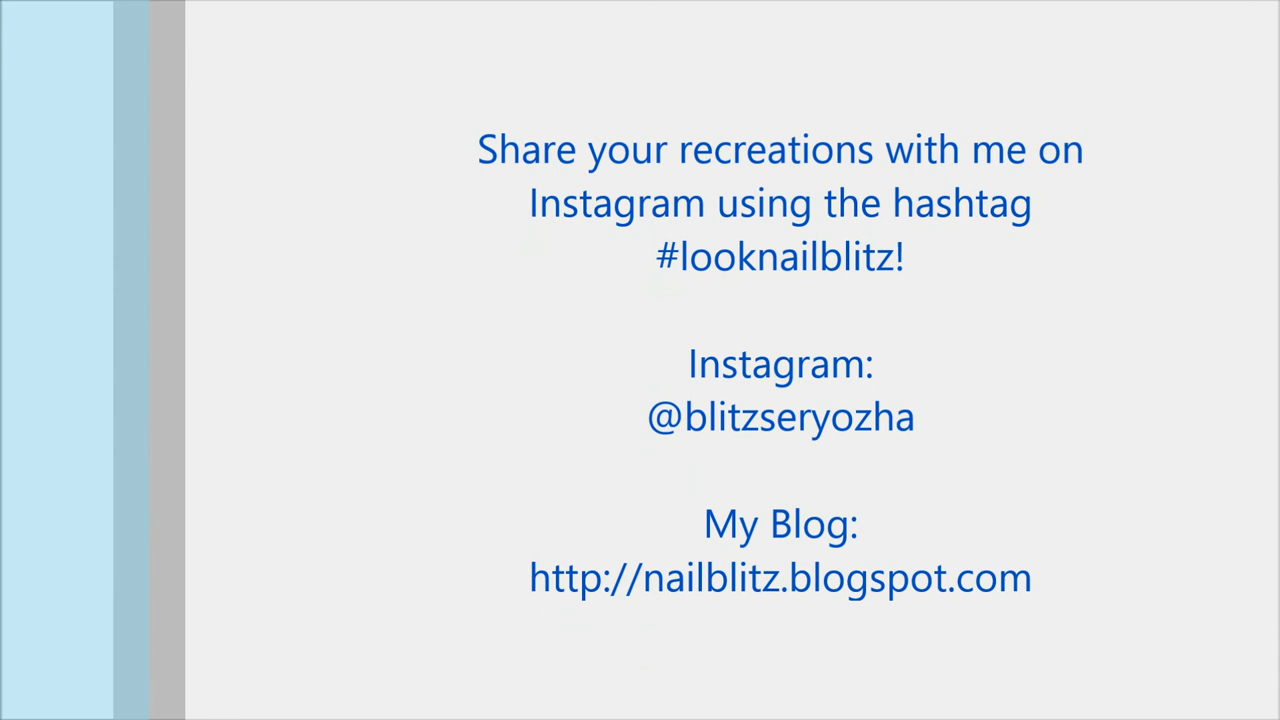 Share your recreations with me on
Instagram using the hashtag
#looknailblitz!
Instagram:
@blitzseryozha
My Blog:
http://nailblitz.blogspot.com